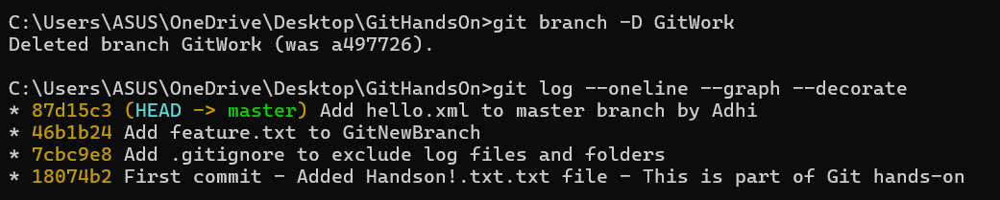 C:\Users\ASUS\OneDrive\Desktop\GitHandsOn>git branch -D GitWork
Deleted branch GitWork (was a497726).
C:\Users\ASUS\OneDrive\Desktop\GitHandsOn>git log --oneline --graph --decorate
* 87d15c3 (HEAD -> master) Add hello.xml to master branch by Adhi
* 46b1b24 Add feature.txt to GitNewBranch
* 7cbc9e8 Add .gitignore to exclude log files and folders
* 18074b2 First commit - Added Handson!.txt.txt file - This is part of Git hands-on